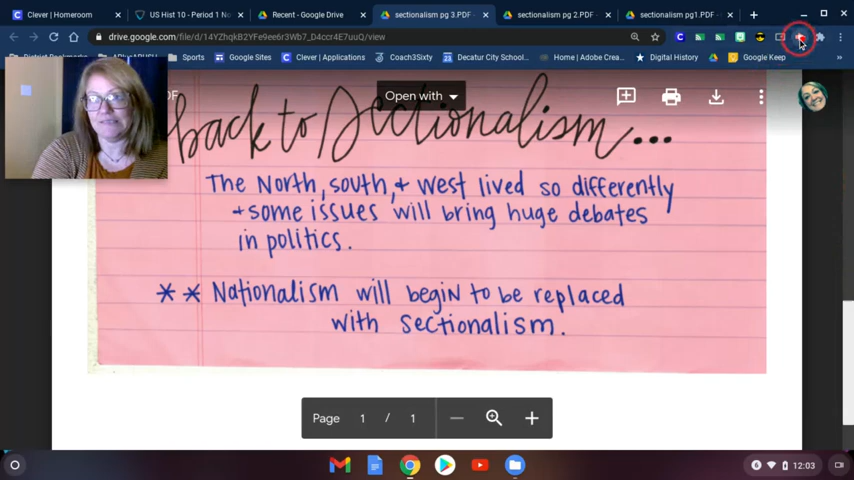 Clever | Homeroom
US Hist 10 - Period 1 No
Recent - Google Drive
sectionalism pg 3.PDF -
sectionalism pg 2.PDF -
sectionalism pg1.PDF -
drive.google.com/file/d/14YZhqkB2YFe9ee6r3Wb7_D4ccr4E7uuQ/view
Sports
Google Sites
Clever | Applications
Coach3Sixty
Decatur City School...
Home | Adobe Crea...
Digital History
Google Keep
»
PDF
Open with
back to Sectionalism...
The North, south, + west lived so differently
+ some issues will bring huge debates
in politics.
** Nationalism will begin to be replaced
with sectionalism.
Page 1 / 1
12:03